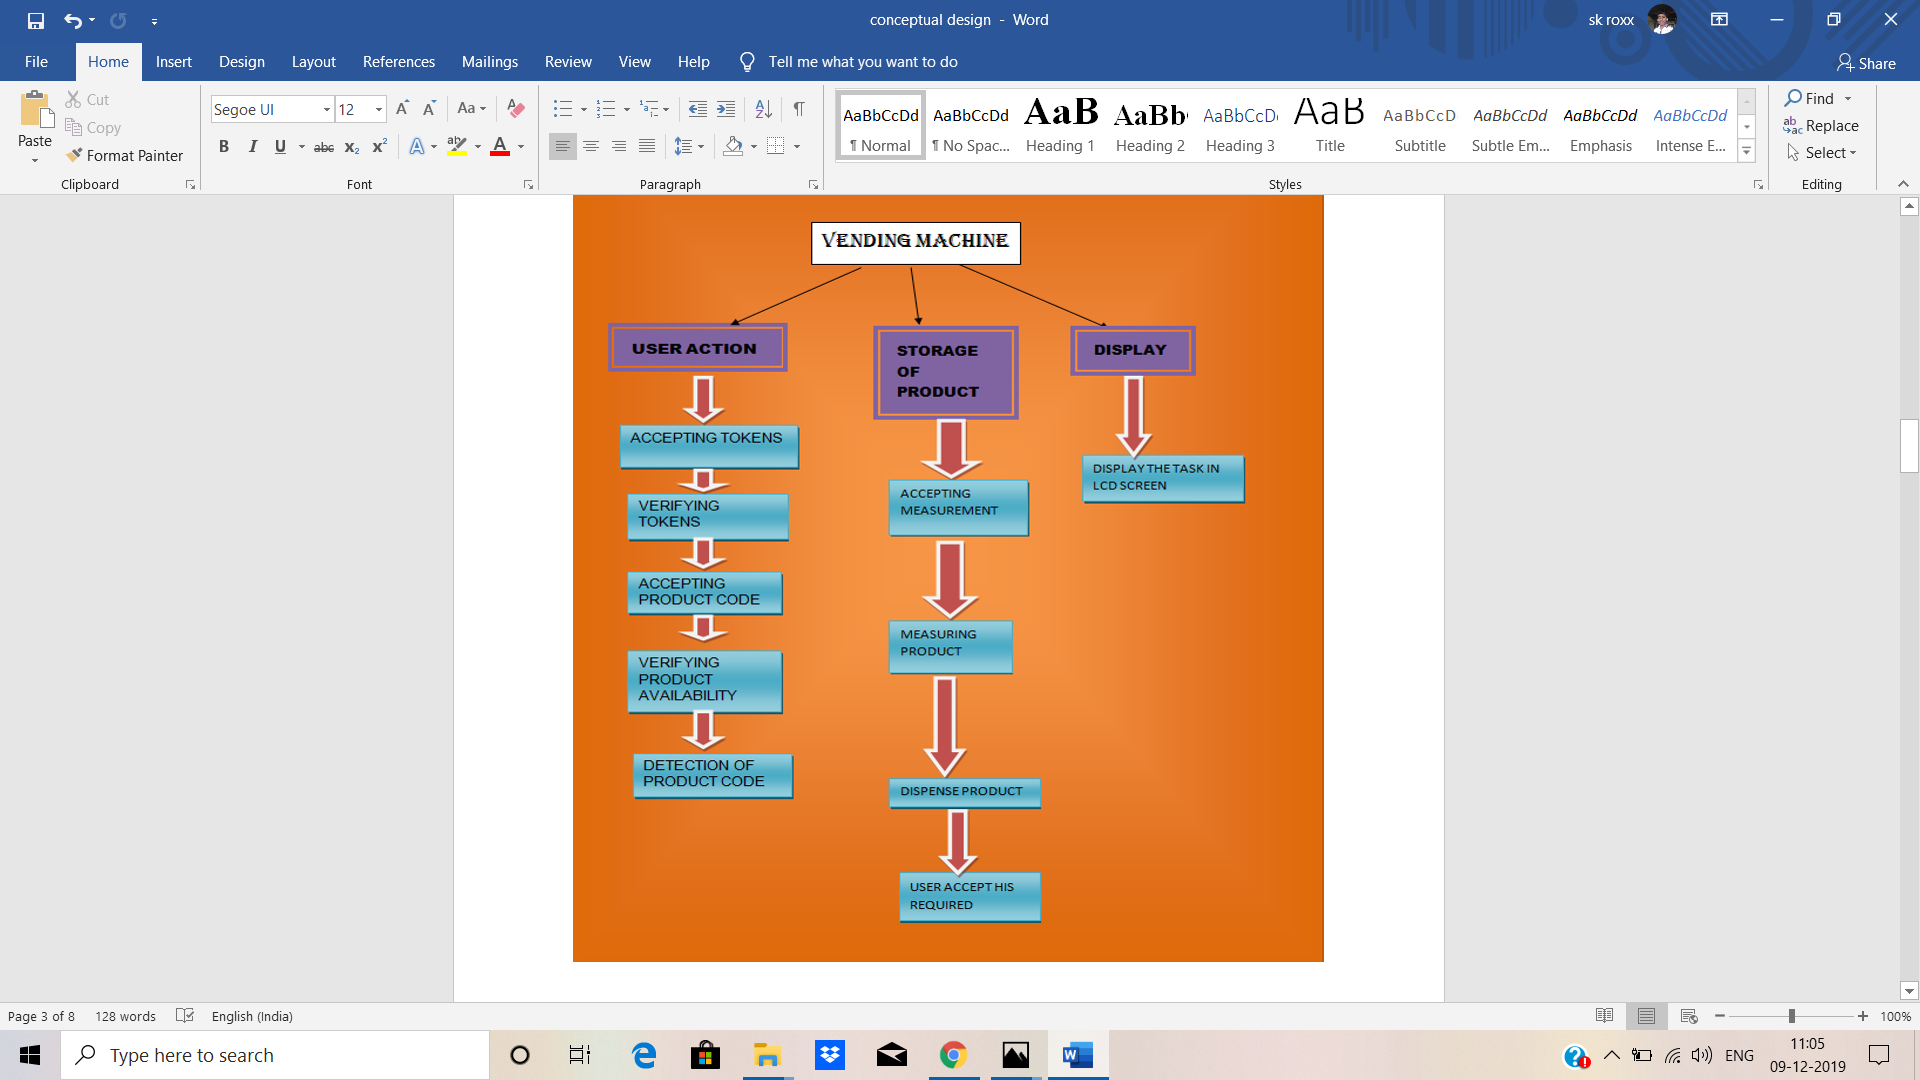 conceptual design - Word
sk roxx
File
Home
Insert
Design
Layout
References
Mailings
Review
View
Help
Tell me what you want to do
Share
Paste
Cut
Copy
Format Painter
Clipboard
Segoe UI
12
Aa
B I U abc x₂ x²
A
ab
A
Font
Paragraph
AaBbCcDd
¶ Normal
AaBbCcDd
¶ No Spac...
AaB
Heading 1
AaBb(
Heading 2
AaBbCcD(
Heading 3
AaB
Title
AaBbCcD
Subtitle
AaBbCcDd
Subtle Em...
AaBbCcDd
Emphasis
AaBbCcDd
Intense E...
Styles
Find
Replace
Select
Editing
VENDING MACHINE
USER ACTION
ACCEPTING TOKENS
VERIFYING
TOKENS
ACCEPTING
PRODUCT CODE
VERIFYING
PRODUCT
AVAILABILITY
DETECTION OF
PRODUCT CODE
STORAGE
OF
PRODUCT
ACCEPTING
MEASUREMENT
MEASURING
PRODUCT
DISPENSE PRODUCT
USER ACCEPT HIS
REQUIRED
DISPLAY
DISPLAY THE TASK IN
LCD SCREEN
Page 3 of 8
128 words
English (India)
100%
Type here to search
ENG
11:05
09-12-2019